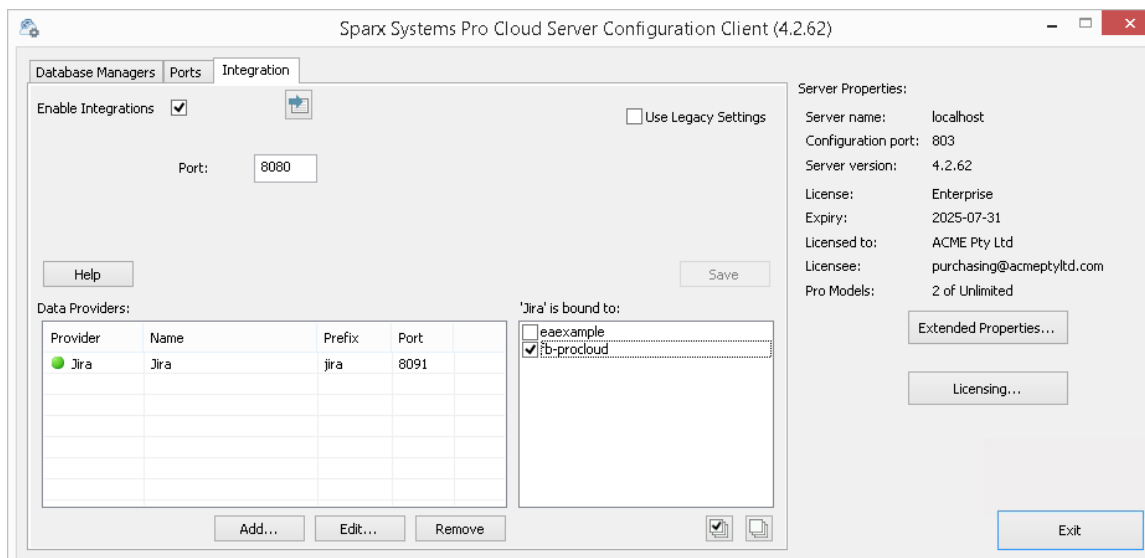 Sparx Systems Pro Cloud Server Configuration Client (4.2.62)
Database Managers Ports Integration
Enable Integrations
Use Legacy Settings
Port: 8080
Help
Save
Data Providers:
Provider Name Prefix Port
Jira Jira jira 8091
Add...
Edit...
Remove
'Jira' is bound to:
eaexample
fb-procloud
Server Properties:
Server name: localhost
Configuration port: 803
Server version: 4.2.62
License: Enterprise
Expiry: 2025-07-31
Licensed to: ACME Pty Ltd
Licensee: purchasing@acmeptyltd.com
Pro Models: 2 of Unlimited
Extended Properties...
Licensing...
Exit